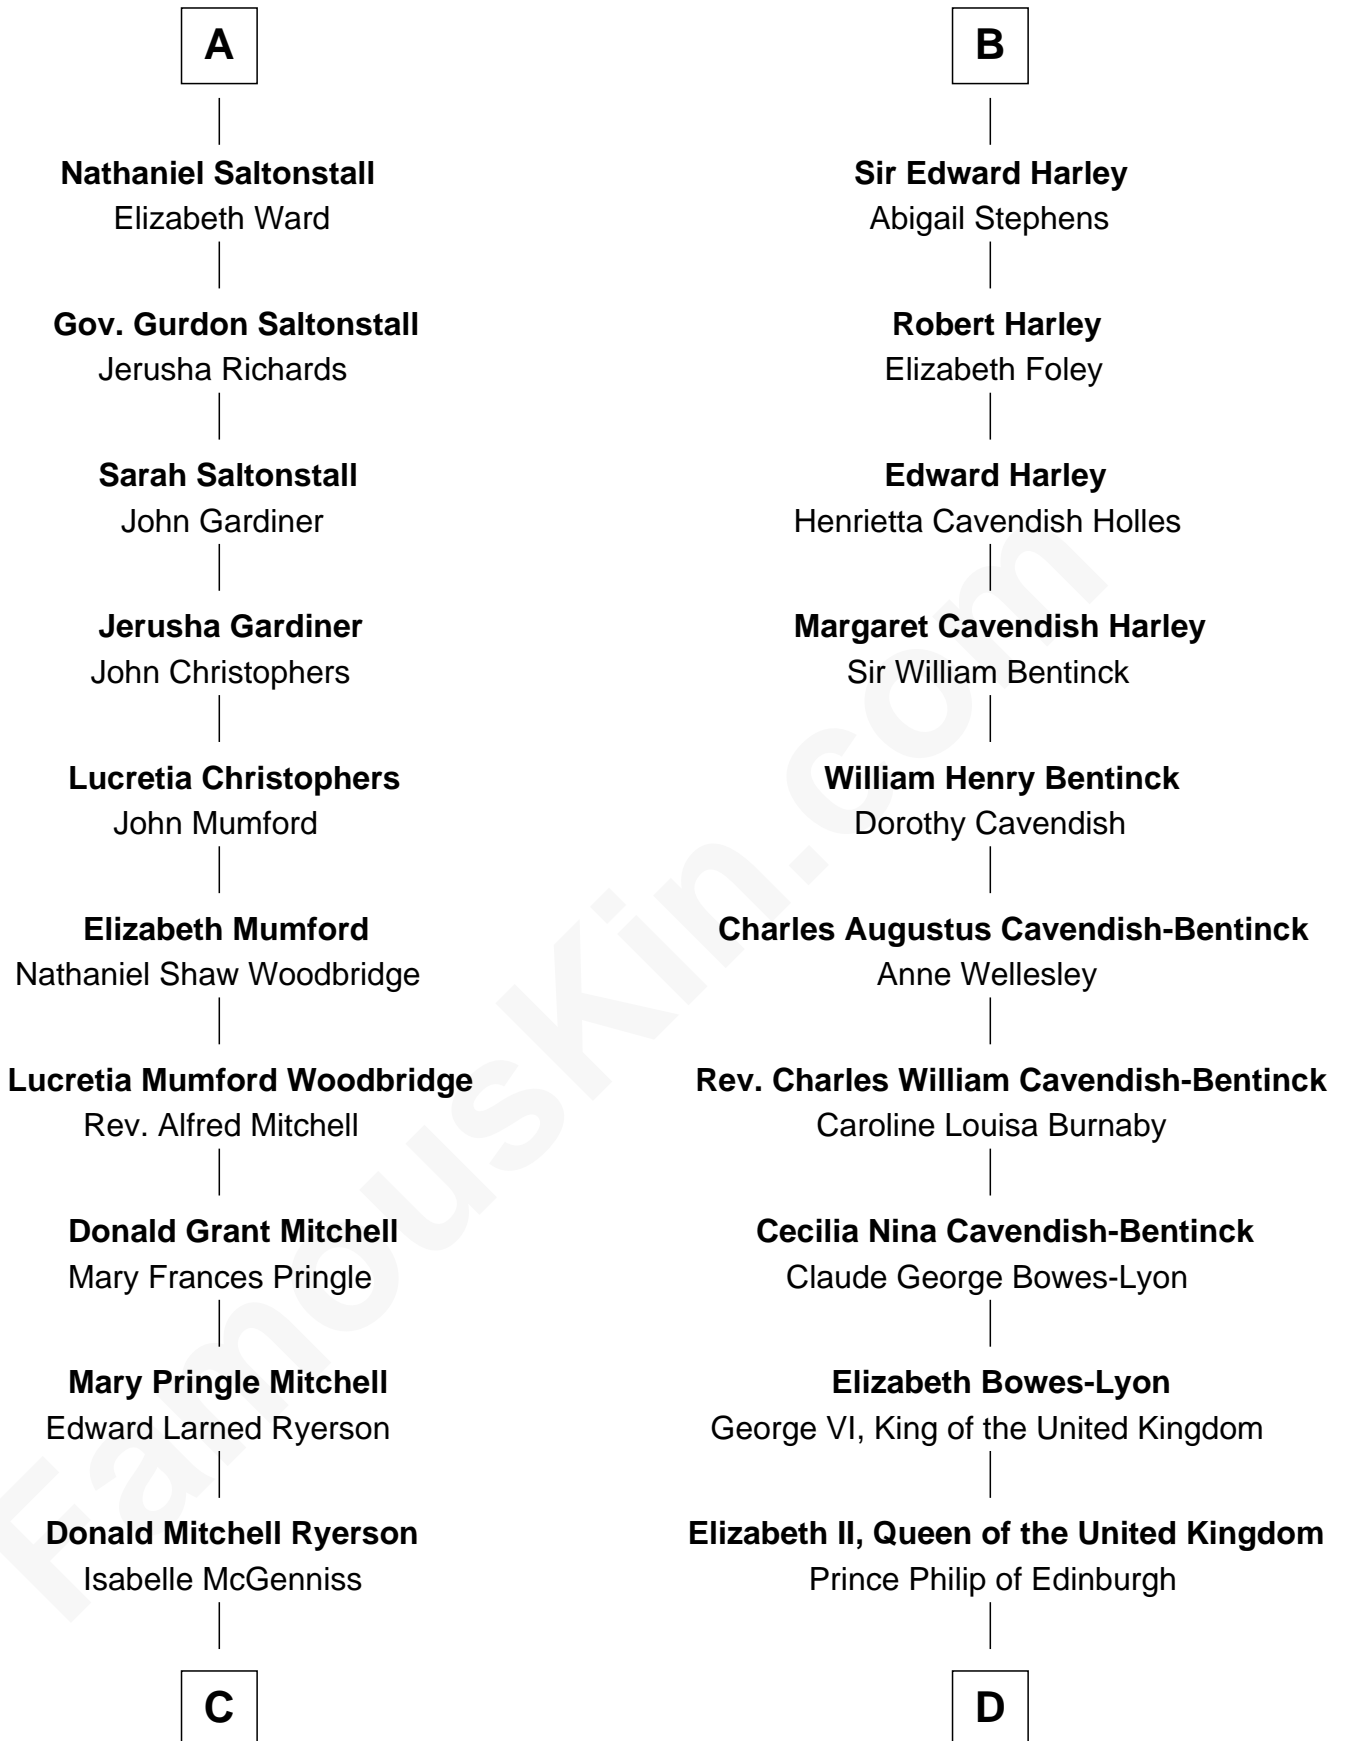 A
Nathaniel Saltonstall
Elizabeth Ward
Gov. Gurdon Saltonstall
Jerusha Richards
Sarah Saltonstall
John Gardiner
Jerusha Gardiner
John Christophers
Lucretia Christophers
John Mumford
Elizabeth Mumford
Nathaniel Shaw Woodbridge
Lucretia Mumford Woodbridge
Rev. Alfred Mitchell
Donald Grant Mitchell
Mary Frances Pringle
Mary Pringle Mitchell
Edward Larned Ryerson
Donald Mitchell Ryerson
Isabelle McGenniss
C
B
Sir Edward Harley
Abigail Stephens
Robert Harley
Elizabeth Foley
Edward Harley
Henrietta Cavendish Holles
Margaret Cavendish Harley
Sir William Bentinck
William Henry Bentinck
Dorothy Cavendish
Charles Augustus Cavendish-Bentinck
Anne Wellesley
Rev. Charles William Cavendish-Bentinck
Caroline Louisa Burnaby
Cecilia Nina Cavendish-Bentinck
Claude George Bowes-Lyon
Elizabeth Bowes-Lyon
George VI, King of the United Kingdom
Elizabeth II, Queen of the United Kingdom
Prince Philip of Edinburgh
D
FamousKin.com